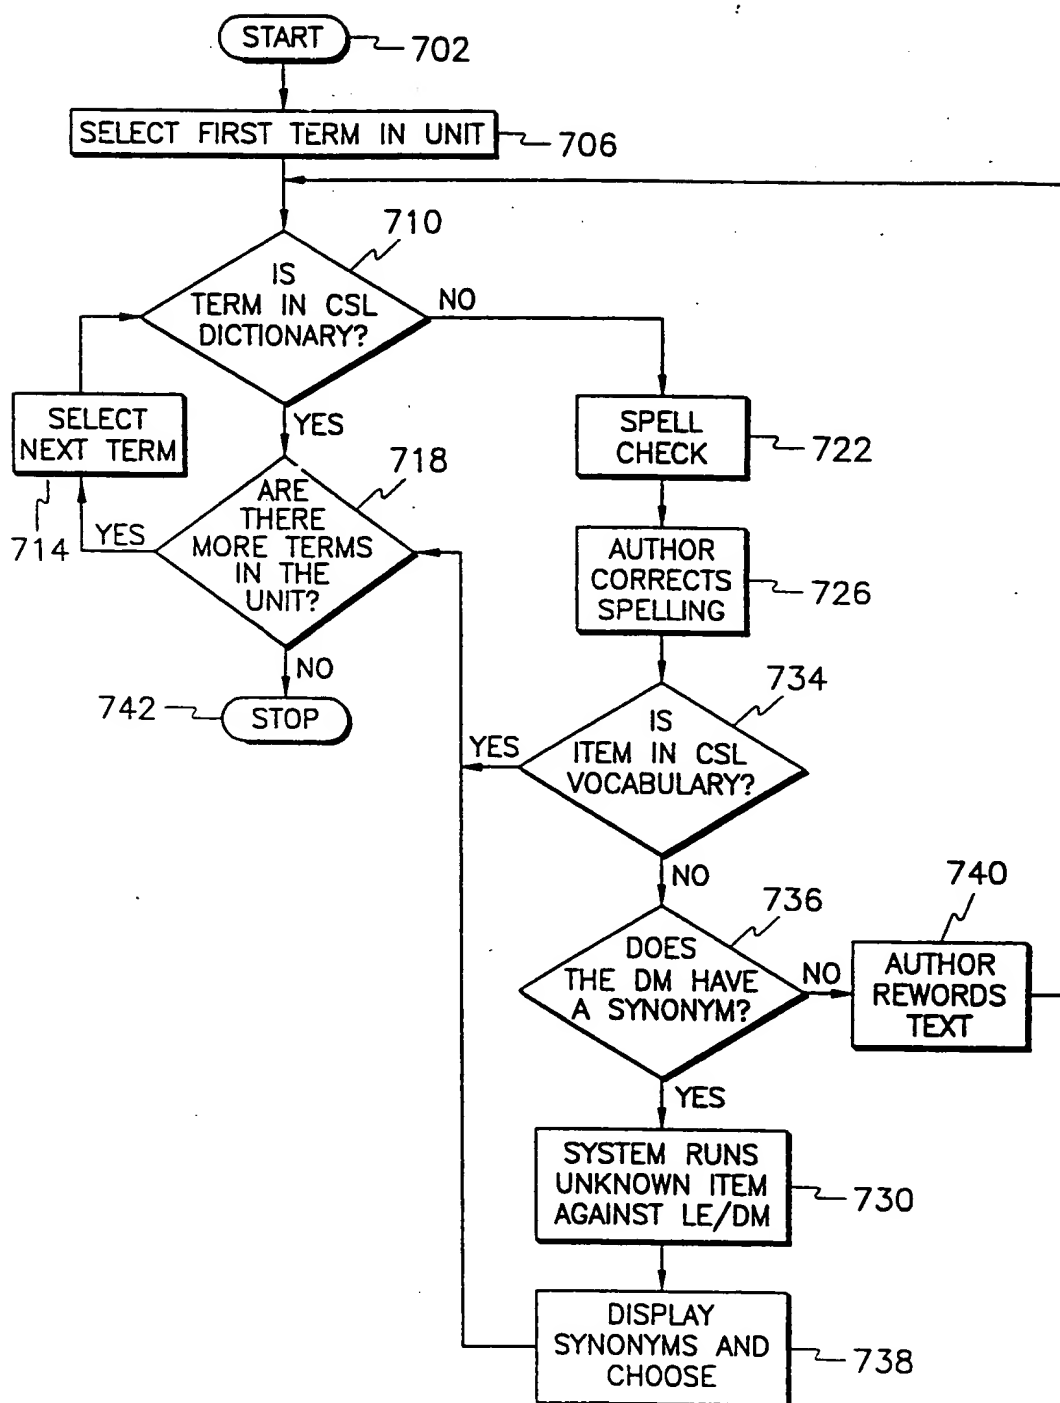 START
702
SELECT FIRST TERM IN UNIT
706
710
IS
TERM IN CSL
DICTIONARY?
NO
YES
SELECT
NEXT TERM
714
SPELL
CHECK
722
718
ARE
THERE
MORE TERMS
IN THE
UNIT?
YES
NO
AUTHOR
CORRECTS
SPELLING
726
742
STOP
734
IS
ITEM IN CSL
VOCABULARY?
YES
NO
736
DOES
THE DM HAVE
A SYNONYM?
NO
YES
740
AUTHOR
REWORDS
TEXT
SYSTEM RUNS
UNKNOWN ITEM
AGAINST LE/DM
730
DISPLAY
SYNONYMS AND
CHOOSE
738